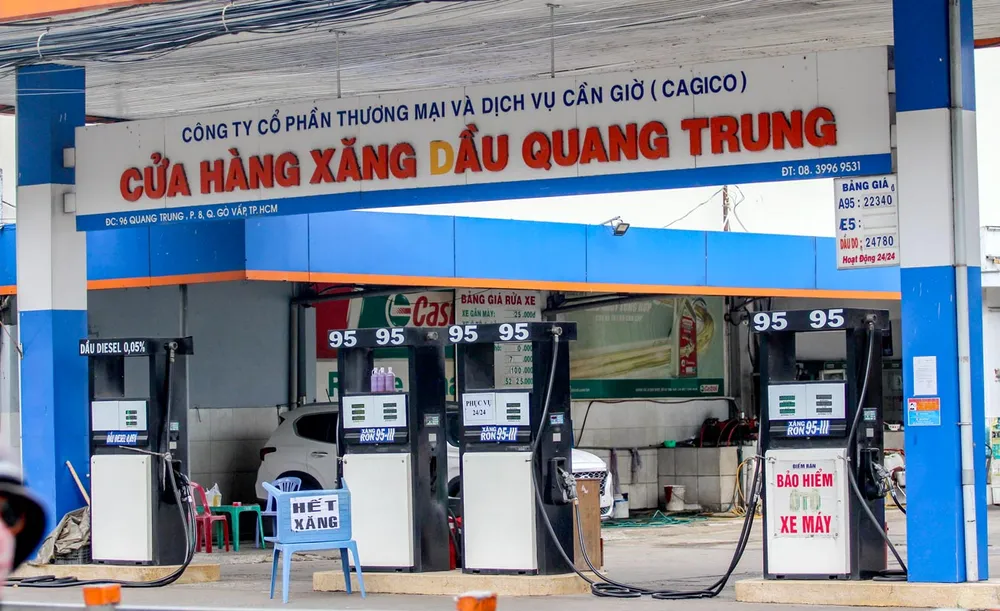 CÔNG TY CỔ PHẦN THƯƠNG MẠI VÀ DỊCH VỤ CẦN GIỜ ( CAGICO )
CỬA HÀNG XĂNG DẦU QUANG TRUNG
ĐC: 96 QUANG TRUNG , P. 8, Q. GÒ VẤP, TP.HCM
ĐT: 08. 3996 9531
BẢNG GIÁ 6
A95 : 22340
E5 :
DẦU DO : 24780
Hoạt Động 24/24
Cast
BẢNG GIÁ RỬA XE
XE GẮN MÁY: 25.000đ
DẦU DIESEL 0,05%
95 95
95 95
95 95
PHỤC VỤ
24/24
XĂNG
RON 95-III
XĂNG
RON 95-III
XĂNG
RON 95-III
HẾT
XĂNG
ĐIỂM BÁN
BẢO HIỂM
ÔTÔ
XE MÁY